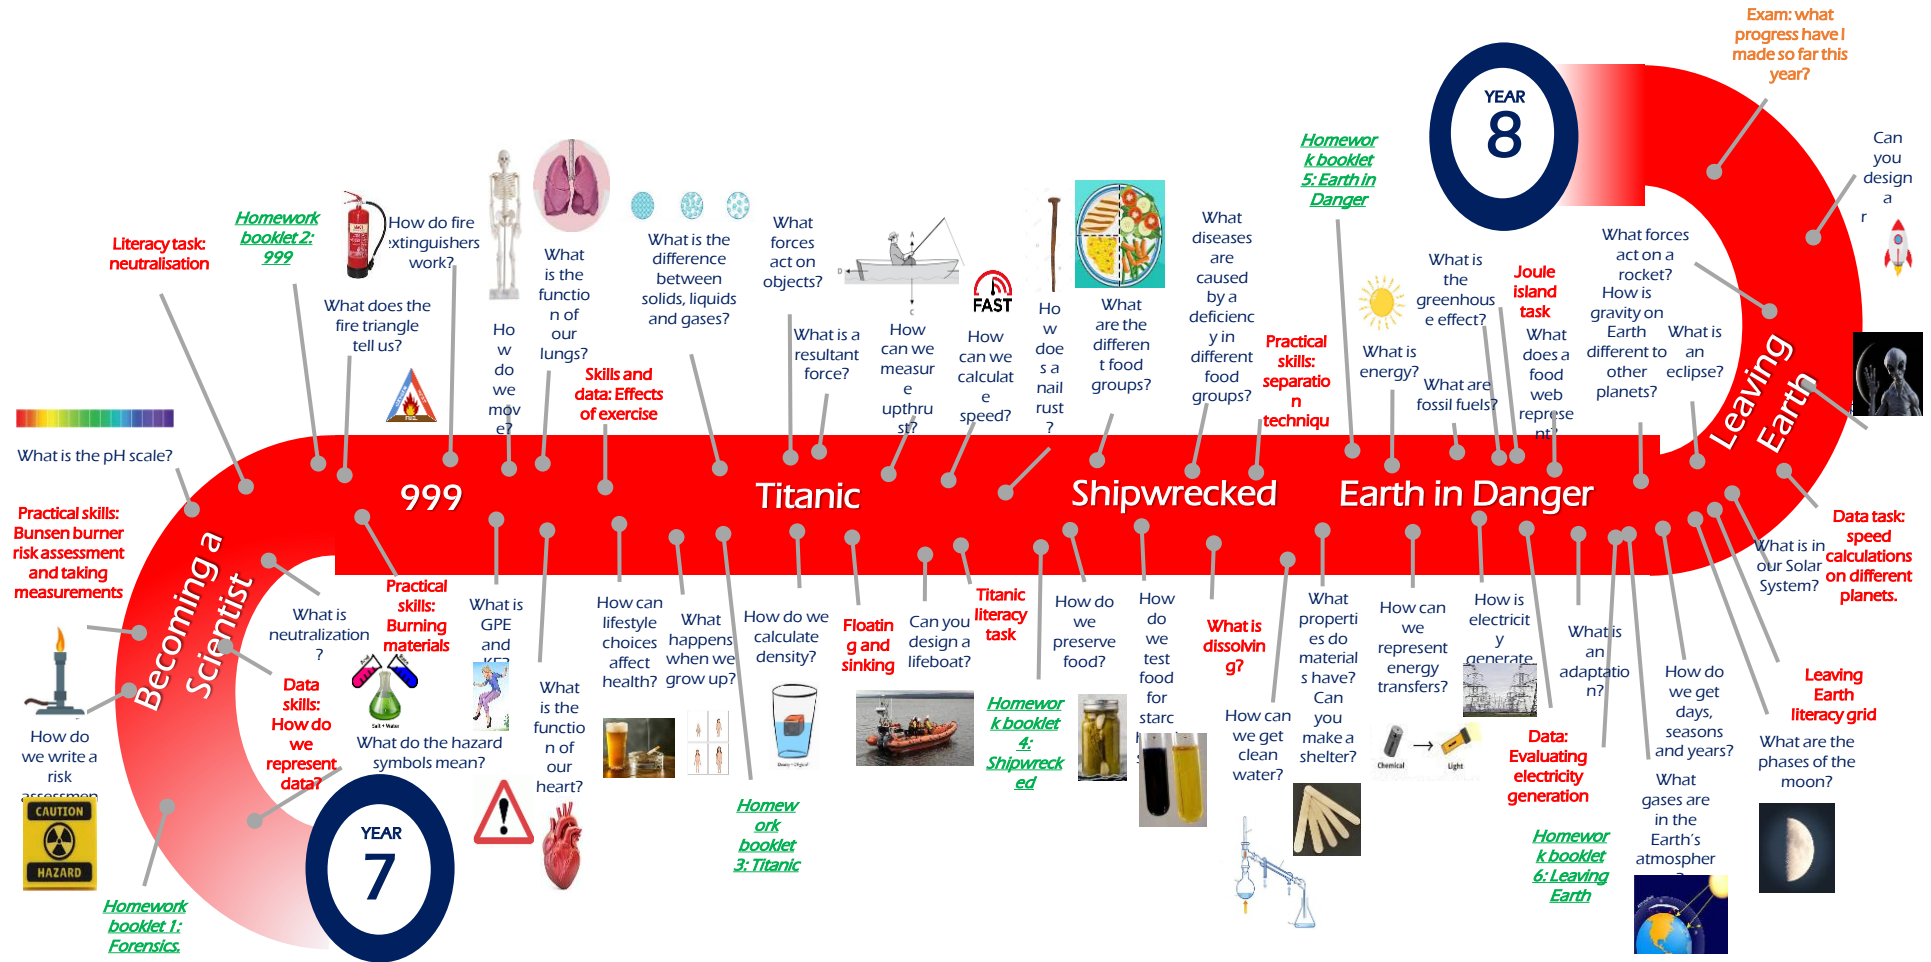 Exam: what
progress have I
made so far this
year?
YEAR
8
Can
you
design
a
r
Homewor
k booklet
5: Earth in
Danger
Literacy task:
neutralisation
Homework
booklet 2:
999
How do fire
xtinguishers
work?
What does the
fire triangle
tell us?
Ho
w
do
we
mov
e?
What
is the
functio
n of
our
lungs?
Skills and
data: Effects
of exercise
What is the
difference
between
solids, liquids
and gases?
What
forces
act on
objects?
What is a
resultant
force?
A
D
C
How
can we
measur
e
upthru
st?
FAST
How
can we
calculat
e
speed?
Ho
w
doe
s a
nail
rust
?
What
are the
differen
t food
groups?
What
diseases
are
caused
by a
deficienc
y in
different
food
groups?
Practical
skills:
separatio
n
techniqu
What is
energy?
What is
the
greenhous
e effect?
What are
fossil fuels?
Joule
island
task
What
does a
food
web
represe
nt?
What forces
act on a
rocket?
How is
gravity on
Earth
different to
other
planets?
What is
an
eclipse?
What is the pH scale?
Practical skills:
Bunsen burner
risk assessment
and taking
measurements
Becoming a
Scientist
999
Titanic
Shipwrecked
Earth in Danger
Leaving
Earth
What is in
our Solar
System?
Data task:
speed
calculations
on different
planets.
How do
we write a
risk
assessmen
CAUTION
HAZARD
Homework
booklet 1:
Forensics.
What is
neutralization
?
Data
skills:
How do
we
represent
data?
Practical
skills:
Burning
materials
Salt + Water
What do the hazard
symbols mean?
YEAR
7
What is
GPE
and
KE?
What
is the
functio
n of
our
heart?
How can
lifestyle
choices
affect
health?
What
happens
when we
grow up?
Homew
ork
booklet
3: Titanic
How do we
calculate
density?
Floatin
g and
sinking
Can you
design a
lifeboat?
Titanic
literacy
task
Homewor
k booklet
4:
Shipwreck
ed
How do
we
preserve
food?
How
do
we
test
food
for
starc
What is
dissolvin
g?
How can
we get
clean
water?
What
properti
es do
material
s have?
Can
you
make a
shelter?
How can
we
represent
energy
transfers?
Chemical
Light
How is
electricit
y
generate
Data:
Evaluating
electricity
generation
Homewor
k booklet
6: Leaving
Earth
What is
an
adaptatio
n?
What
gases are
in the
Earth's
atmospher
How do
we get
days,
seasons
and years?
Leaving
Earth
literacy grid
What are the
phases of the
moon?